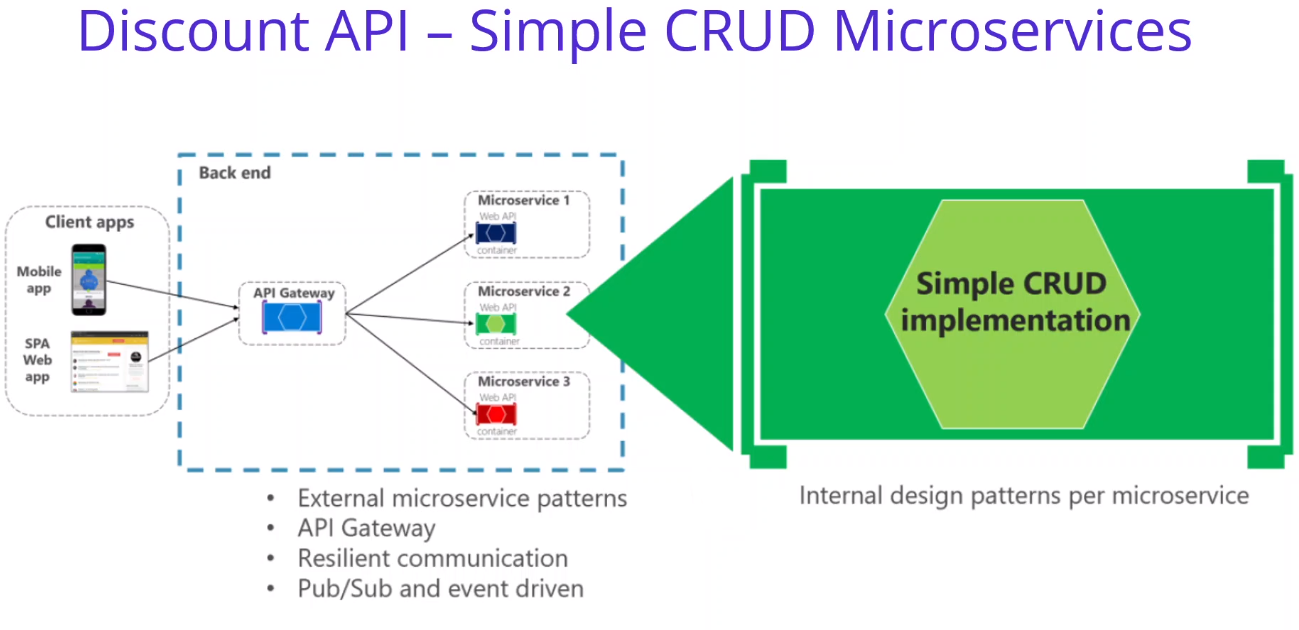 Discount API – Simple CRUD Microservices
Back end
Client apps
Mobile
app
SPA
Web
app
API Gateway
Microservice 1
Web API
container
Microservice 2
Web API
container
Microservice 3
Web API
container
Simple CRUD
implementation
• External microservice patterns
• API Gateway
• Resilient communication
• Pub/Sub and event driven
Internal design patterns per microservice